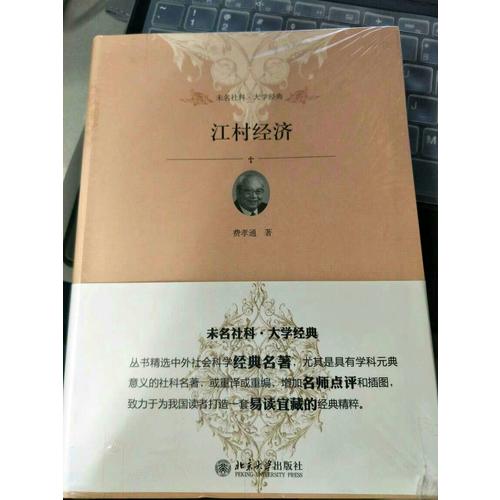 未名社科·大学经典
江村经济
费孝通 著
未名社科·大学经典
丛书精选中外社会科学经典名著，尤其是具有学科元典
意义的社科名著，或重译或重编，增加名师点评和插图，
致力于为我国读者打造一套易读宜藏的经典精粹。
北京大学出版社
PEKING UNIVERSITY PRESS